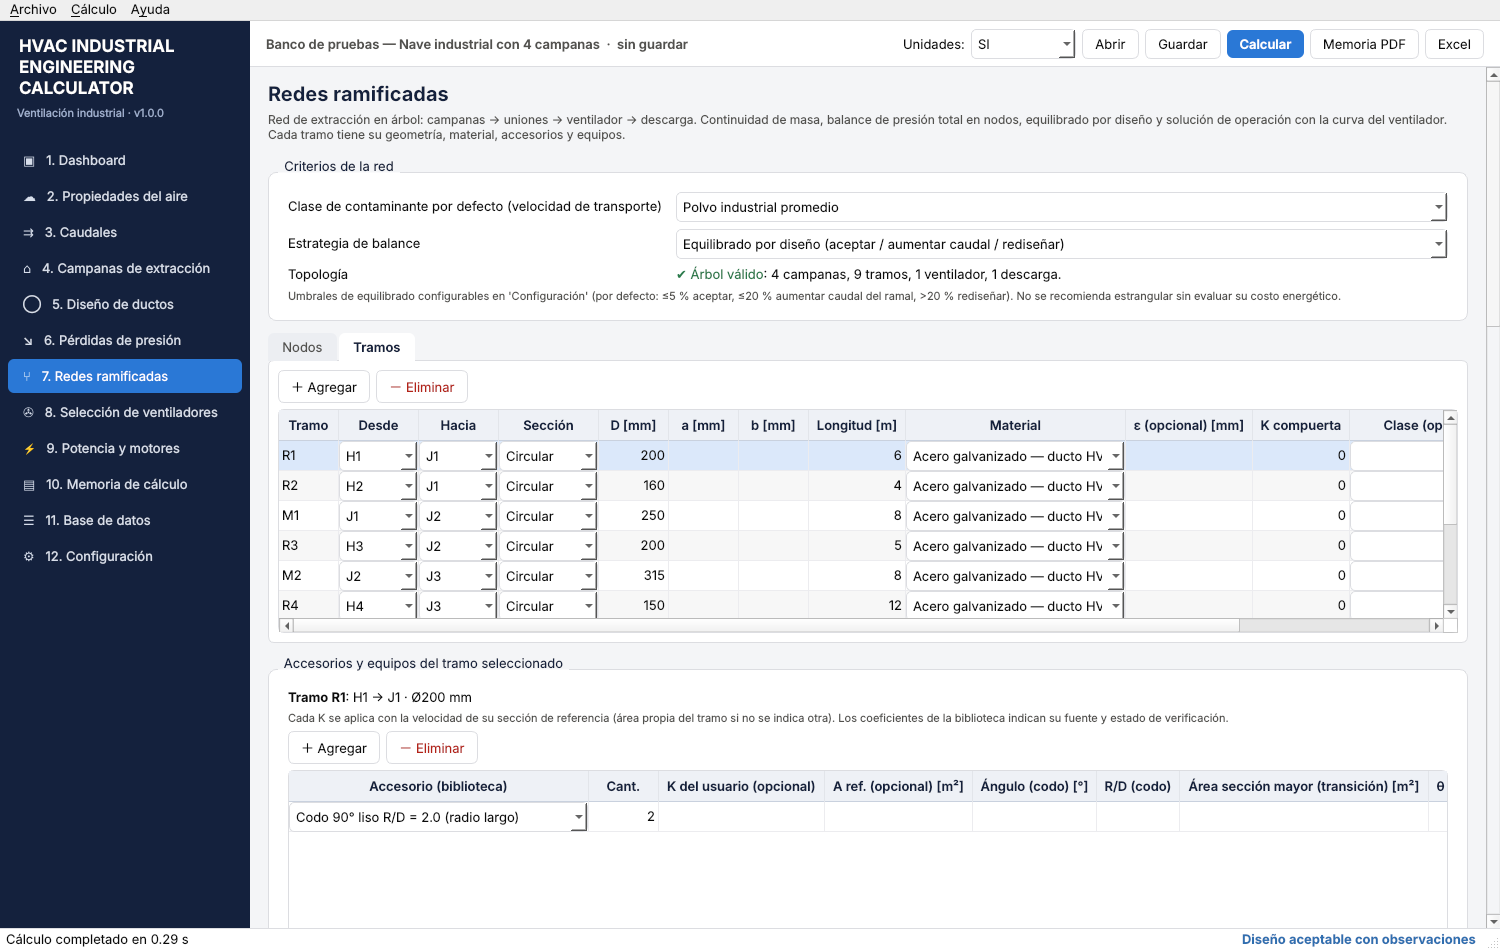 Archivo Cálculo Ayuda
HVAC INDUSTRIAL
ENGINEERING
CALCULATOR
Ventilación industrial · v1.0.0
1. Dashboard
2. Propiedades del aire
3. Caudales
4. Campanas de extracción
5. Diseño de ductos
6. Pérdidas de presión
7. Redes ramificadas
8. Selección de ventiladores
9. Potencia y motores
10. Memoria de cálculo
11. Base de datos
12. Configuración
Banco de pruebas — Nave industrial con 4 campanas · sin guardar
Unidades: SI Abrir Guardar Calcular Memoria PDF Excel
Redes ramificadas
Red de extracción en árbol: campanas → uniones → ventilador → descarga. Continuidad de masa, balance de presión total en nodos, equilibrado por diseño y solución de operación con la curva del ventilador.
Cada tramo tiene su geometría, material, accesorios y equipos.
Criterios de la red
Clase de contaminante por defecto (velocidad de transporte) Polvo industrial promedio
Estrategia de balance Equilibrado por diseño (aceptar / aumentar caudal / rediseñar)
Topología ✔ Árbol válido: 4 campanas, 9 tramos, 1 ventilador, 1 descarga.
Umbrales de equilibrado configurables en 'Configuración' (por defecto: ≤5 % aceptar, ≤20 % aumentar caudal del ramal, >20 % rediseñar). No se recomienda estrangular sin evaluar su costo energético.
Nodos Tramos
+ Agregar − Eliminar
Tramo Desde Hacia Sección D [mm] a [mm] b [mm] Longitud [m] Material ε (opcional) [mm] K compuerta Clase (op
R1 H1 J1 Circular 200 6 Acero galvanizado — ducto HV 0
R2 H2 J1 Circular 160 4 Acero galvanizado — ducto HV 0
M1 J1 J2 Circular 250 8 Acero galvanizado — ducto HV 0
R3 H3 J2 Circular 200 5 Acero galvanizado — ducto HV 0
M2 J2 J3 Circular 315 8 Acero galvanizado — ducto HV 0
R4 H4 J3 Circular 150 12 Acero galvanizado — ducto HV 0
Accesorios y equipos del tramo seleccionado
Tramo R1: H1 → J1 · Ø200 mm
Cada K se aplica con la velocidad de su sección de referencia (área propia del tramo si no se indica otra). Los coeficientes de la biblioteca indican su fuente y estado de verificación.
+ Agregar − Eliminar
Accesorio (biblioteca) Cant. K del usuario (opcional) A ref. (opcional) [m²] Ángulo (codo) [°] R/D (codo) Área sección mayor (transición) [m²] θ
Codo 90° liso R/D = 2.0 (radio largo) 2
Cálculo completado en 0.29 s
Diseño aceptable con observaciones